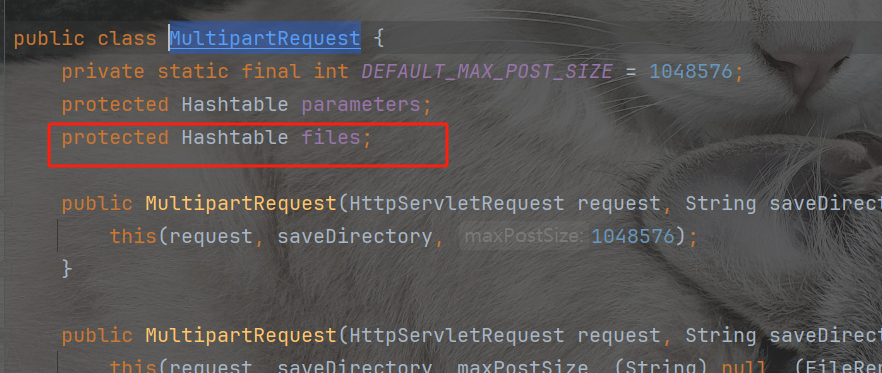 public class MultipartRequest {
private static final int DEFAULT_MAX_POST_SIZE = 1048576;
protected Hashtable parameters;
protected Hashtable files;
public MultipartRequest(HttpServletRequest request, String saveDirect
this(request, saveDirectory, maxPostSize: 1048576);
}
public MultipartRequest(HttpServletRequest request, String saveDirect
this(request, saveDirectory, maxPostSize, (String) null, (FileRen